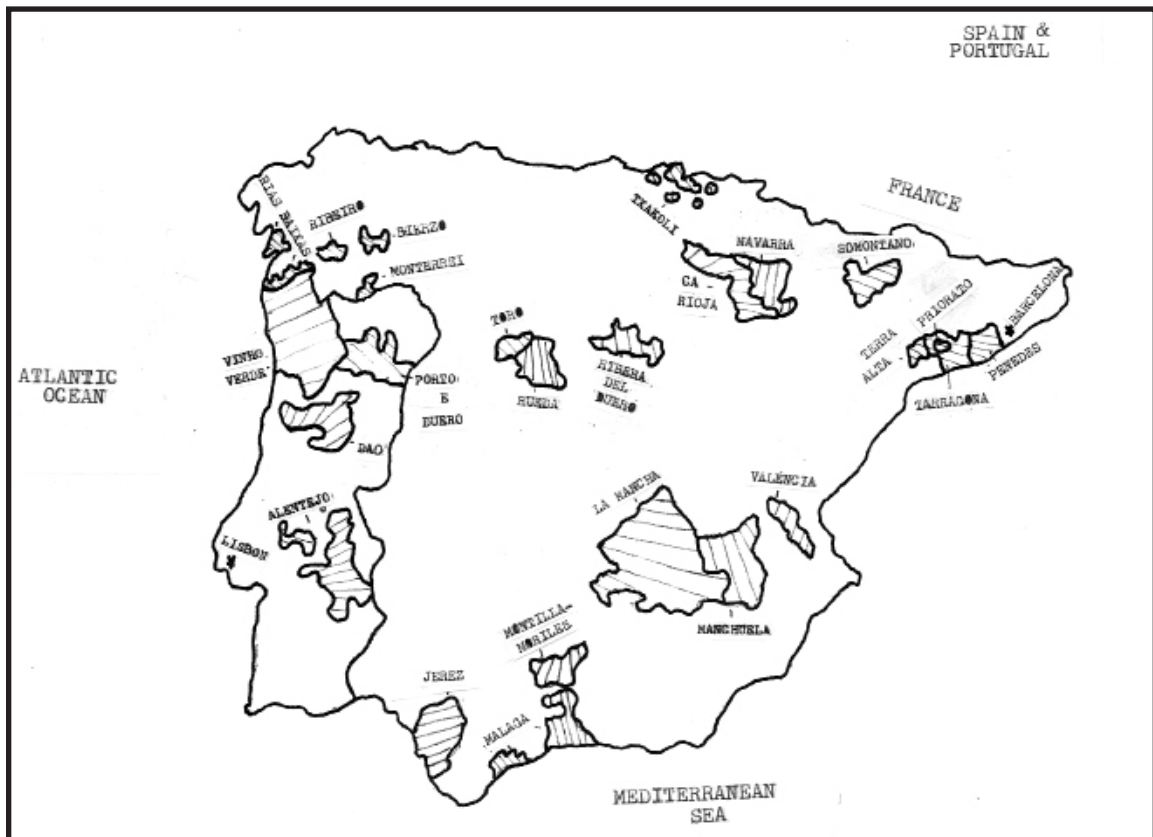 SPAIN &
PORTUGAL
FRANCE
RIAS BAIXAS
RIBEIRO
BIERZO
MONTERREI
TXAKOLI
NAVARRA
SOMONTANO
CA -
RIOJA
PRIORAZO
BARCELONA
TERRA
ALTA
PENEDES
TARRAGONA
TORO
RUEDA
RIBERA
DEL
DUERO
VINHO
VERDE
PORTO
E
DUERO
ATLANTIC
OCEAN
DAO
ALENTEJO
LISBON
LA MANCHA
VALENCIA
MANCHUELA
MONTILLA-
MORILES
JEREZ
MALAGA
MEDITERRANEAN
SEA